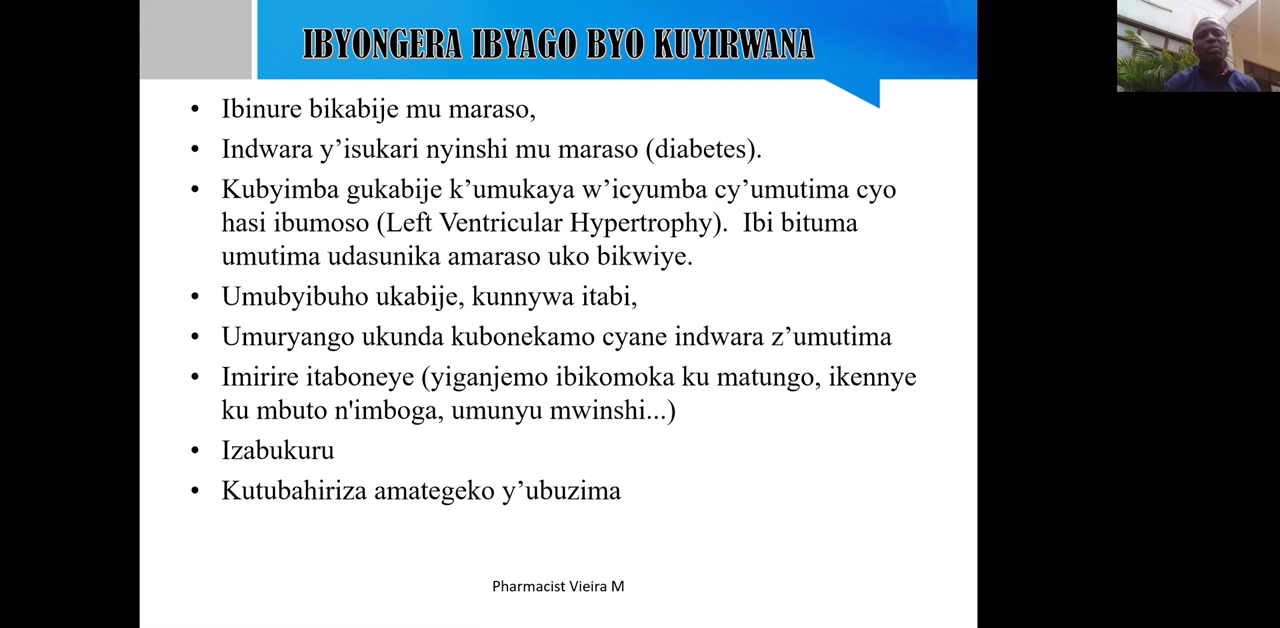 IBYONGERA IBYAGO BYO KUYIRWANA
• Ibinure bikabije mu maraso,
• Indwara y’isukari nyinshi mu maraso (diabetes).
• Kubyimba gukabije k’umukaya w’icyumba cy’umutima cyo
hasi ibumoso (Left Ventricular Hypertrophy).  Ibi bituma
umutima udasunika amaraso uko bikwiye.
• Umubyibuho ukabije, kunnywa itabi,
• Umuryango ukunda kubonekamo cyane indwara z’umutima
• Imirire itaboneye (yiganjemo ibikomoka ku matungo, ikennye
ku mbuto n'imboga, umunyu mwinshi...)
• Izabukuru
• Kutubahiriza amategeko y’ubuzima
Pharmacist Vieira M